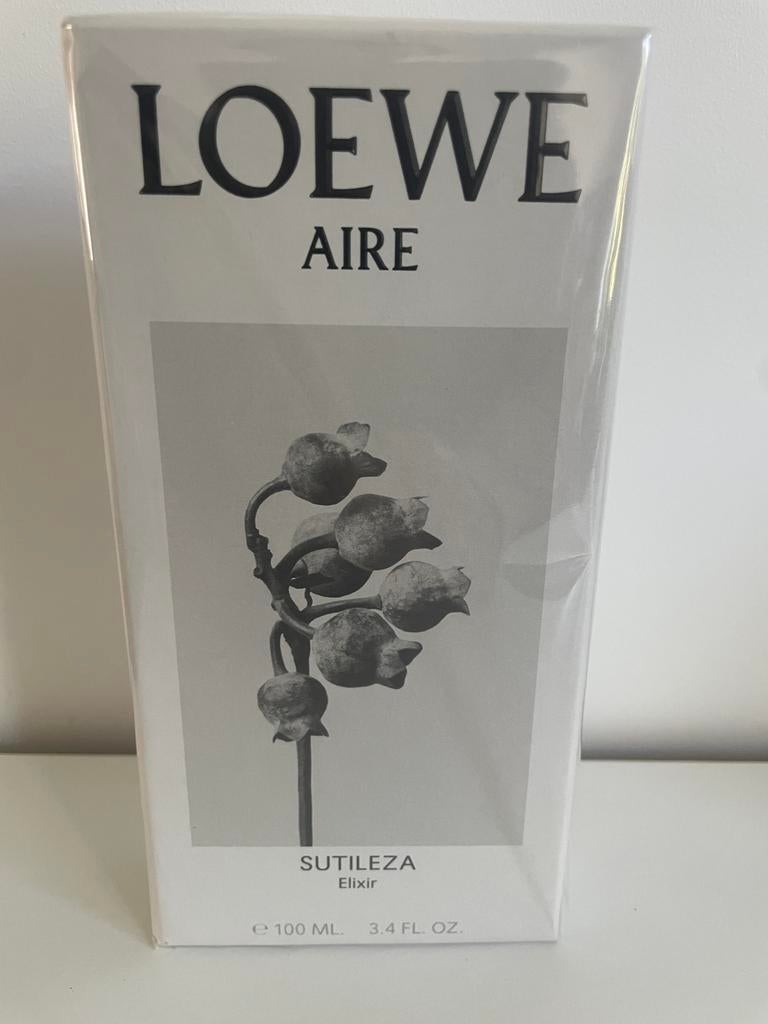 LOEWE
AIRE
SUTILEZA
Elixir
℮ 100 ML. 3.4 FL. OZ.